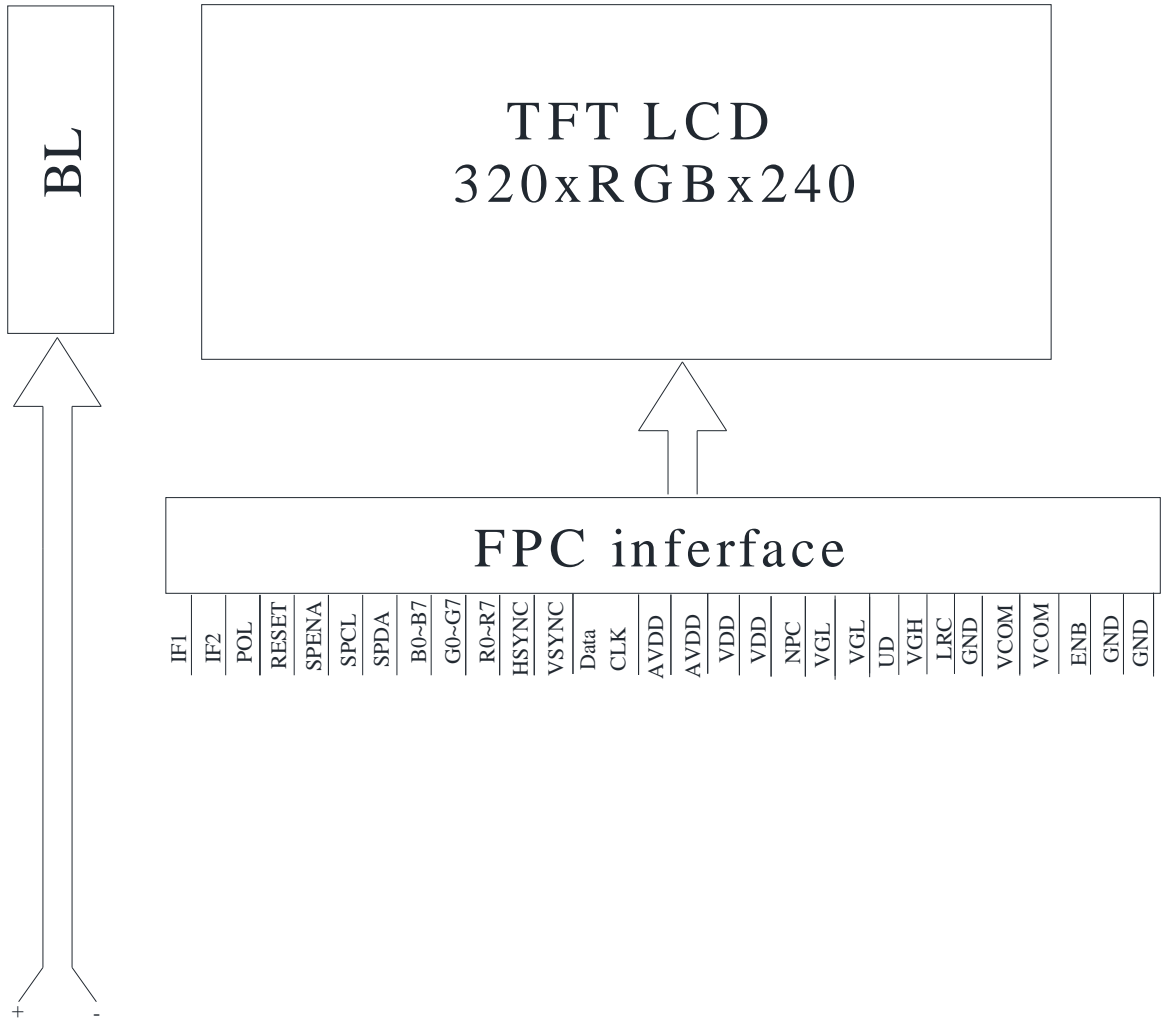 BL
TFT LCD
320xRGBx240
FPC inferface
IF1
IF2
POL
RESET
SPENA
SPCL
SPDA
B0~B7
G0~G7
R0~R7
HSYNC
VSYNC
Data
CLK
AVDD
AVDD
VDD
VDD
NPC
VGL
VGL
UD
VGH
LRC
GND
VCOM
VCOM
ENB
GND
GND
+
-